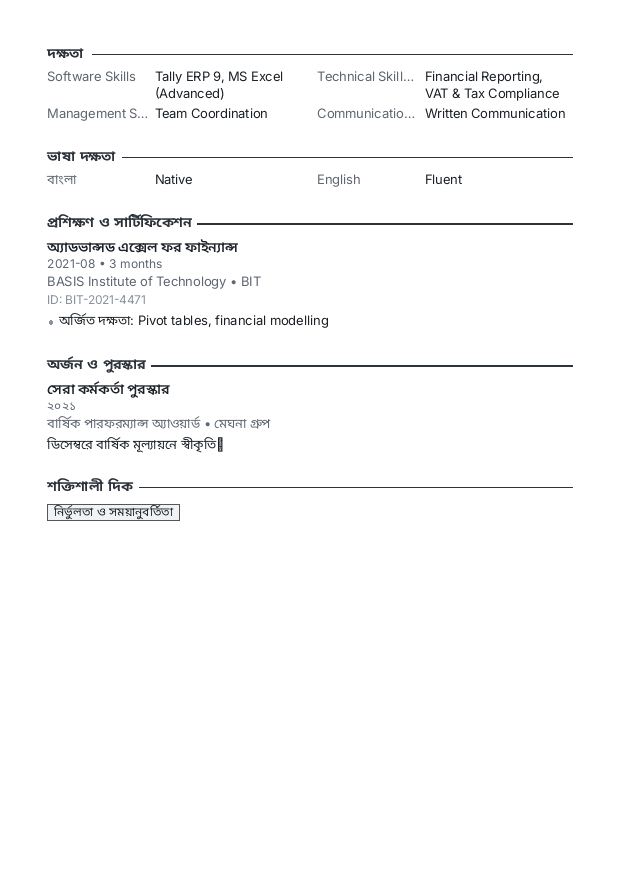 দক্ষতা
Software Skills Tally ERP 9, MS Excel (Advanced)
Technical Skill... Financial Reporting, VAT & Tax Compliance
Management S... Team Coordination
Communicatio... Written Communication
ভাষা দক্ষতা
বাংলা Native English Fluent
প্রশিক্ষণ ও সার্টিফিকেশন
অ্যাডভান্সড এক্সেল ফর ফাইন্যান্স
2021-08 • 3 months
BASIS Institute of Technology • BIT
ID: BIT-2021-4471
• অর্জিত দক্ষতা: Pivot tables, financial modelling
অর্জন ও পুরস্কার
সেরা কর্মকর্তা পুরস্কার
২০২১
বার্ষিক পারফরম্যান্স অ্যাওয়ার্ড • মেঘনা গ্রুপ
ডিসেম্বরে বার্ষিক মূল্যায়নে স্বীকৃতি
শক্তিশালী দিক
নির্ভুলতা ও সময়ানুবর্তিতা